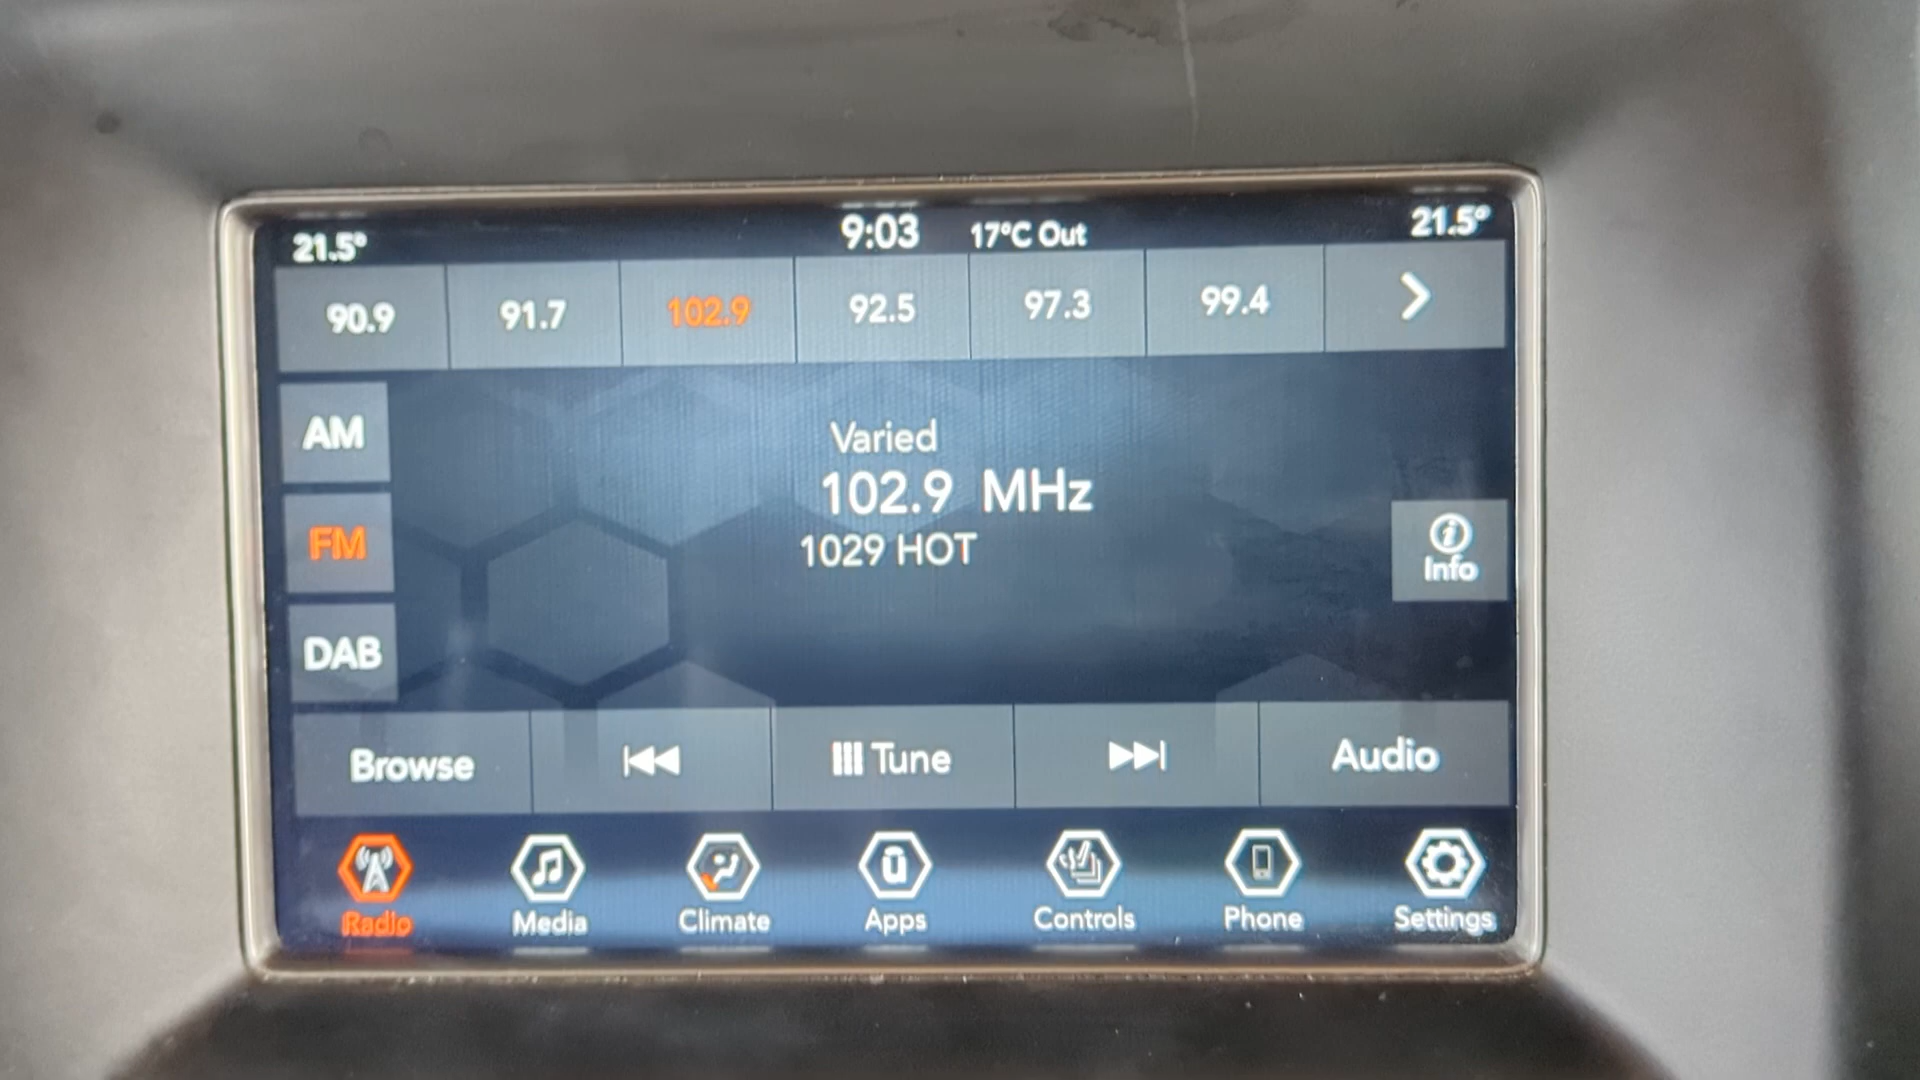 21.5° 9:03 17°C Out 21.5°
90.9 91.7 102.9 92.5 97.3 99.4
AM
Varied
102.9 MHz
FM
1029 HOT
Info
DAB
Browse Tune Audio
Radio Media Climate Apps Controls Phone Settings